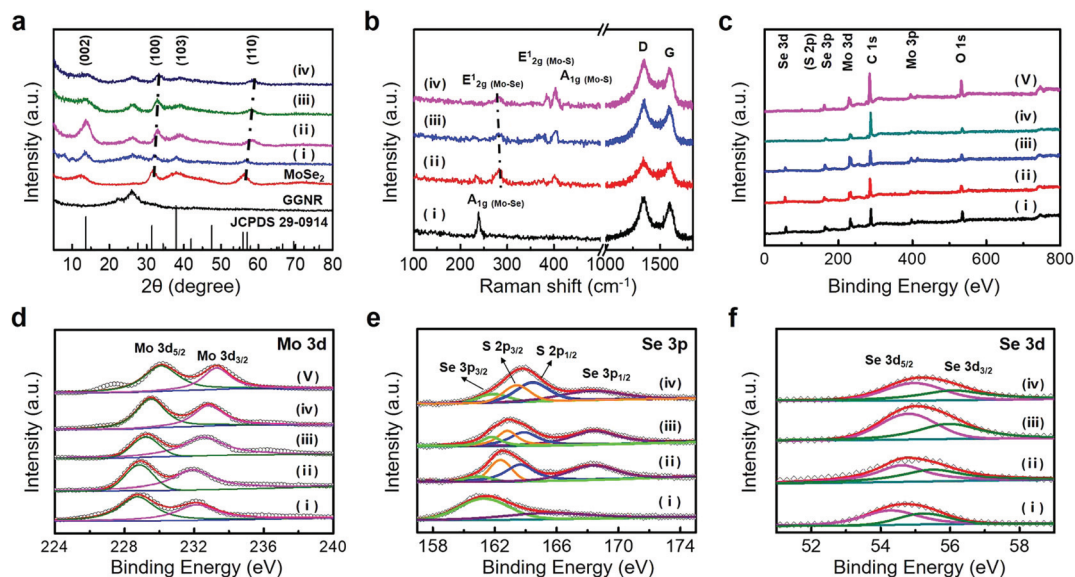 a
(002)
(100)
(103)
(110)
(iv)
(iii)
(ii)
(i)
MoSe2
GGNR
JCPDS 29-0914
5 10 20 30 40 50 60 70 80
2θ (degree)
Intensity (a.u.)
b
D
G
E¹2g (Mo-S)
E¹2g (Mo-Se)
A1g (Mo-S)
(iv)
(iii)
(ii)
A1g (Mo-Se)
(i)
100 200 300 400 500 1000 1500
Raman shift (cm⁻¹)
Intensity (a.u.)
c
Se 3d
(S 2p)
Se 3p
Mo 3d
C 1s
Mo 3p
O 1s
(V)
(iv)
(iii)
(ii)
(i)
0 200 400 600 800
Binding Energy (eV)
Intensity (a.u.)
d
Mo 3d
Mo 3d5/2
Mo 3d3/2
(V)
(iv)
(iii)
(ii)
(i)
224 228 232 236 240
Binding Energy (eV)
Intensity (a.u.)
e
Se 3p
S 2p3/2
S 2p1/2
Se 3p3/2
Se 3p1/2
(iv)
(iii)
(ii)
(i)
158 162 166 170 174
Binding Energy (eV)
Intensity (a.u.)
f
Se 3d
Se 3d5/2
Se 3d3/2
(iv)
(iii)
(ii)
(i)
52 54 56 58
Binding Energy (eV)
Intensity (a.u.)